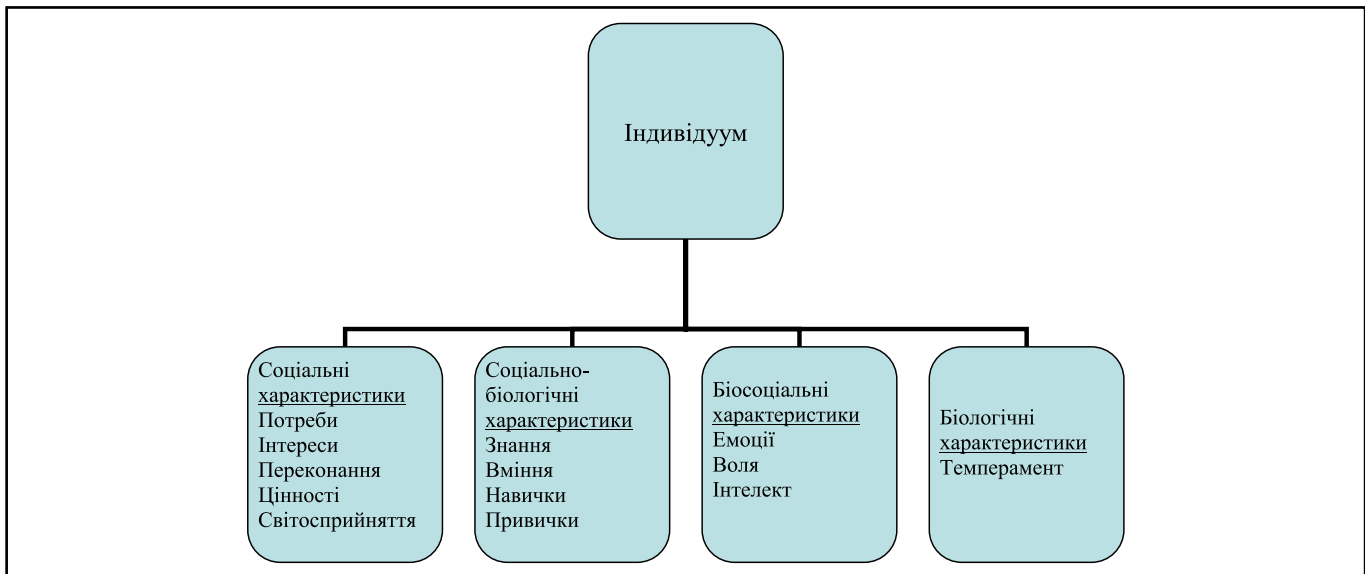 Індивідуум
Соціальні
характеристики
Потреби
Інтереси
Переконання
Цінності
Світосприйняття
Соціально-
біологічні
характеристики
Знання
Вміння
Навички
Привички
Біосоціальні
характеристики
Емоції
Воля
Інтелект
Біологічні
характеристики
Темперамент